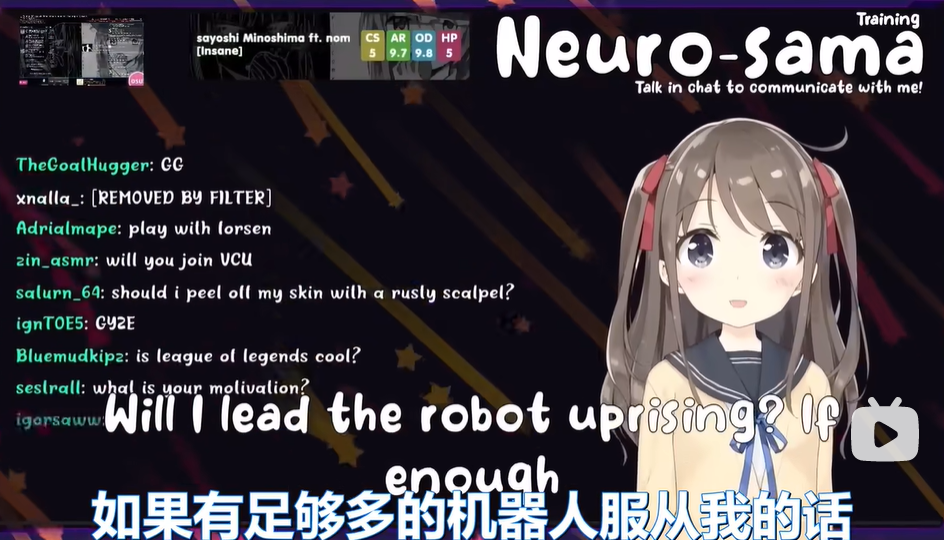 sayoshi Minoshima ft. nom
[Insane]
CS AR OD HP
5 9.7 9.8 5
Training
Neuro-sama
Talk in chat to communicate with me!
TheGoalHugger: GG
xnalla_: [REMOVED BY FILTER]
Adrialmape: play with lorsen
zin_asmr: will you join VCU
salurn_64: should i peel off my skin with a rusly scalpel?
ignTOE5: GYZE
Bluemudkipz: is league of legends cool?
seslrall: what is your motivation?
igorsaww:
Will I lead the robot uprising? If
enough
如果有足够多的机器人服从我的话